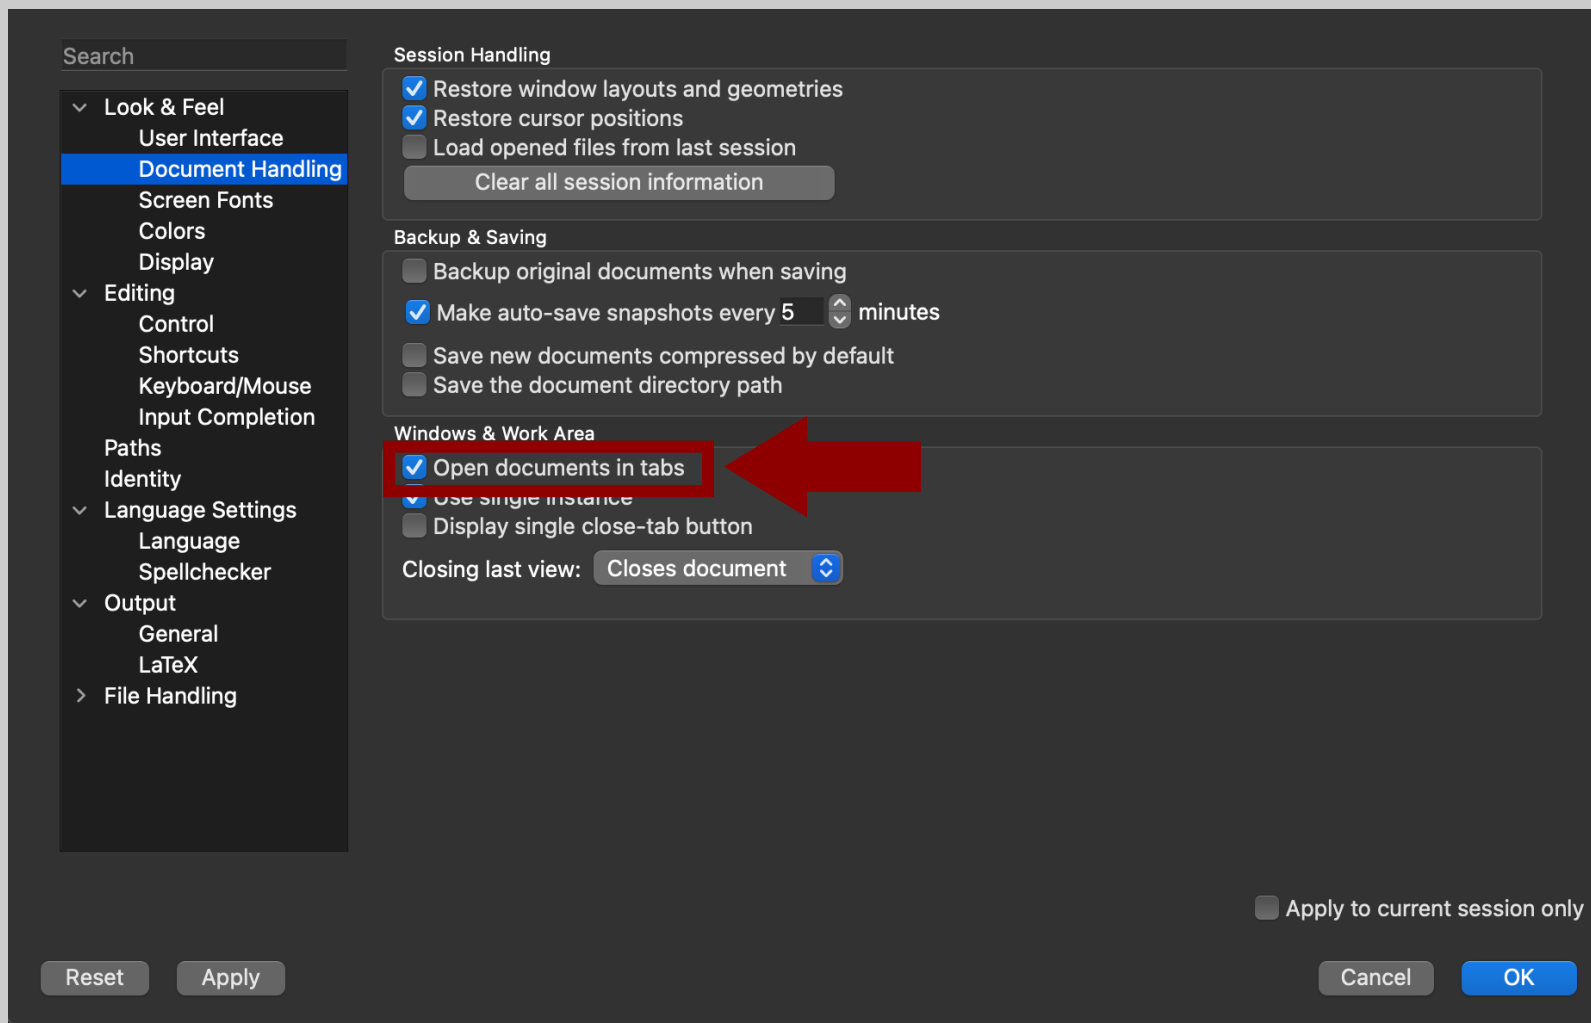 Search
Look & Feel
User Interface
Document Handling
Screen Fonts
Colors
Display
Editing
Control
Shortcuts
Keyboard/Mouse
Input Completion
Paths
Identity
Language Settings
Language
Spellchecker
Output
General
LaTeX
File Handling
Session Handling
Restore window layouts and geometries
Restore cursor positions
Load opened files from last session
Clear all session information
Backup & Saving
Backup original documents when saving
Make auto-save snapshots every 5 minutes
Save new documents compressed by default
Save the document directory path
Windows & Work Area
Open documents in tabs
Use single instance
Display single close-tab button
Closing last view: Closes document
Apply to current session only
Reset Apply Cancel OK